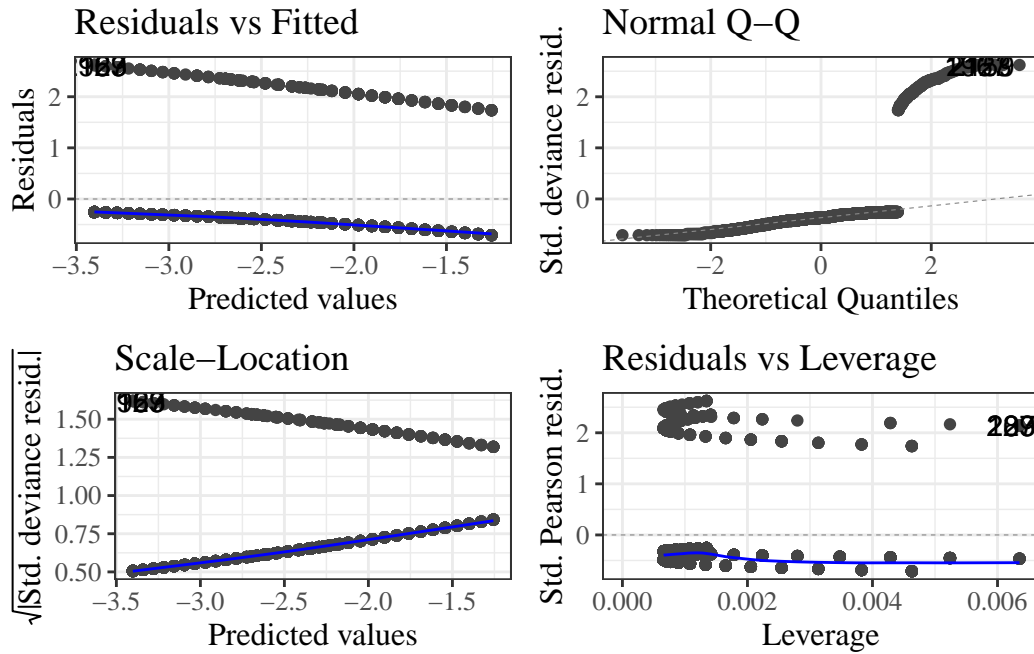 Residuals vs Fitted
Residuals
2
1
0
−3.5 −3.0 −2.5 −2.0 −1.5
Predicted values
Normal Q−Q
Std. deviance resid.
2
1
0
−2 0 2
Theoretical Quantiles
Scale−Location
√|Std. deviance resid.|
1.50
1.25
1.00
0.75
0.50
−3.5 −3.0 −2.5 −2.0 −1.5
Predicted values
Residuals vs Leverage
Std. Pearson resid.
2
1
0
0.000 0.002 0.004 0.006
Leverage